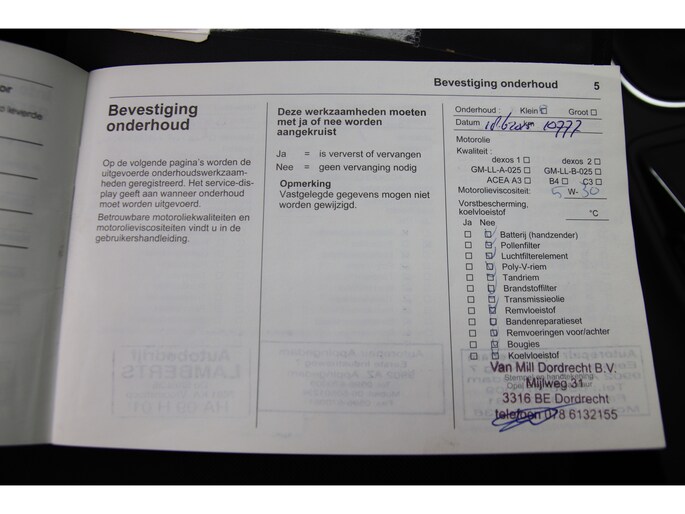 Bevestiging onderhoud 5
Bevestiging
onderhoud
Op de volgende pagina's worden de
uitgevoerde onderhoudswerkzaam-
heden geregistreerd. Het service-dis-
play geeft aan wanneer onderhoud
moet worden uitgevoerd.
Betrouwbare motoroliekwaliteiten en
motorolieviscositeiten vindt u in de
gebruikershandleiding.
Deze werkzaamheden moeten
met ja of nee worden
aangekruist
Ja = is ververst of vervangen
Nee = geen vervanging nodig
Opmerking
Vastgelegde gegevens mogen niet
worden gewijzigd.
Onderhoud : Klein Groot
Datum
Motorolie
Kwaliteit :
dexos 1 dexos 2
GM-LL-A-025 GM-LL-B-025
ACEA A3 B4 C3
Motorolieviscositeit: 5 W- 30
Vorstbescherming,
koelvloeistof °C
Ja Nee
Batterij (handzender)
Pollenfilter
Luchtfilterelement
Poly-V-riem
Tandriem
Brandstoffilter
Transmissieolie
Remvloeistof
Bandenreparatieset
Remvoeringen voor/achter
Bougies
Koelvloeistof
Van Mill Dordrecht B.V.
Mijlweg 31
3316 BE Dordrecht
telefoon 078 6132155